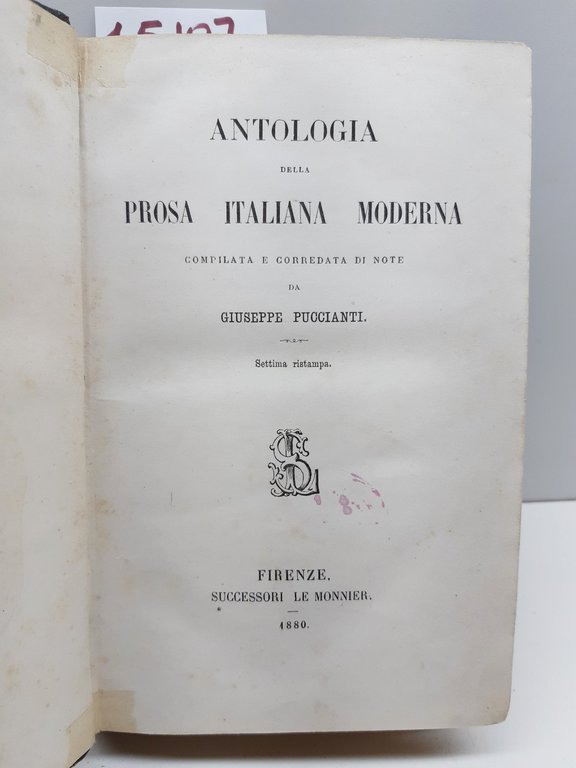 ANTOLOGIA
DELLA
PROSA ITALIANA MODERNA
COMPILATA E CORREDATA DI NOTE
DA
GIUSEPPE PUCCIANTI.
Settima ristampa.
FIRENZE,
SUCCESSORI LE MONNIER.
1880.